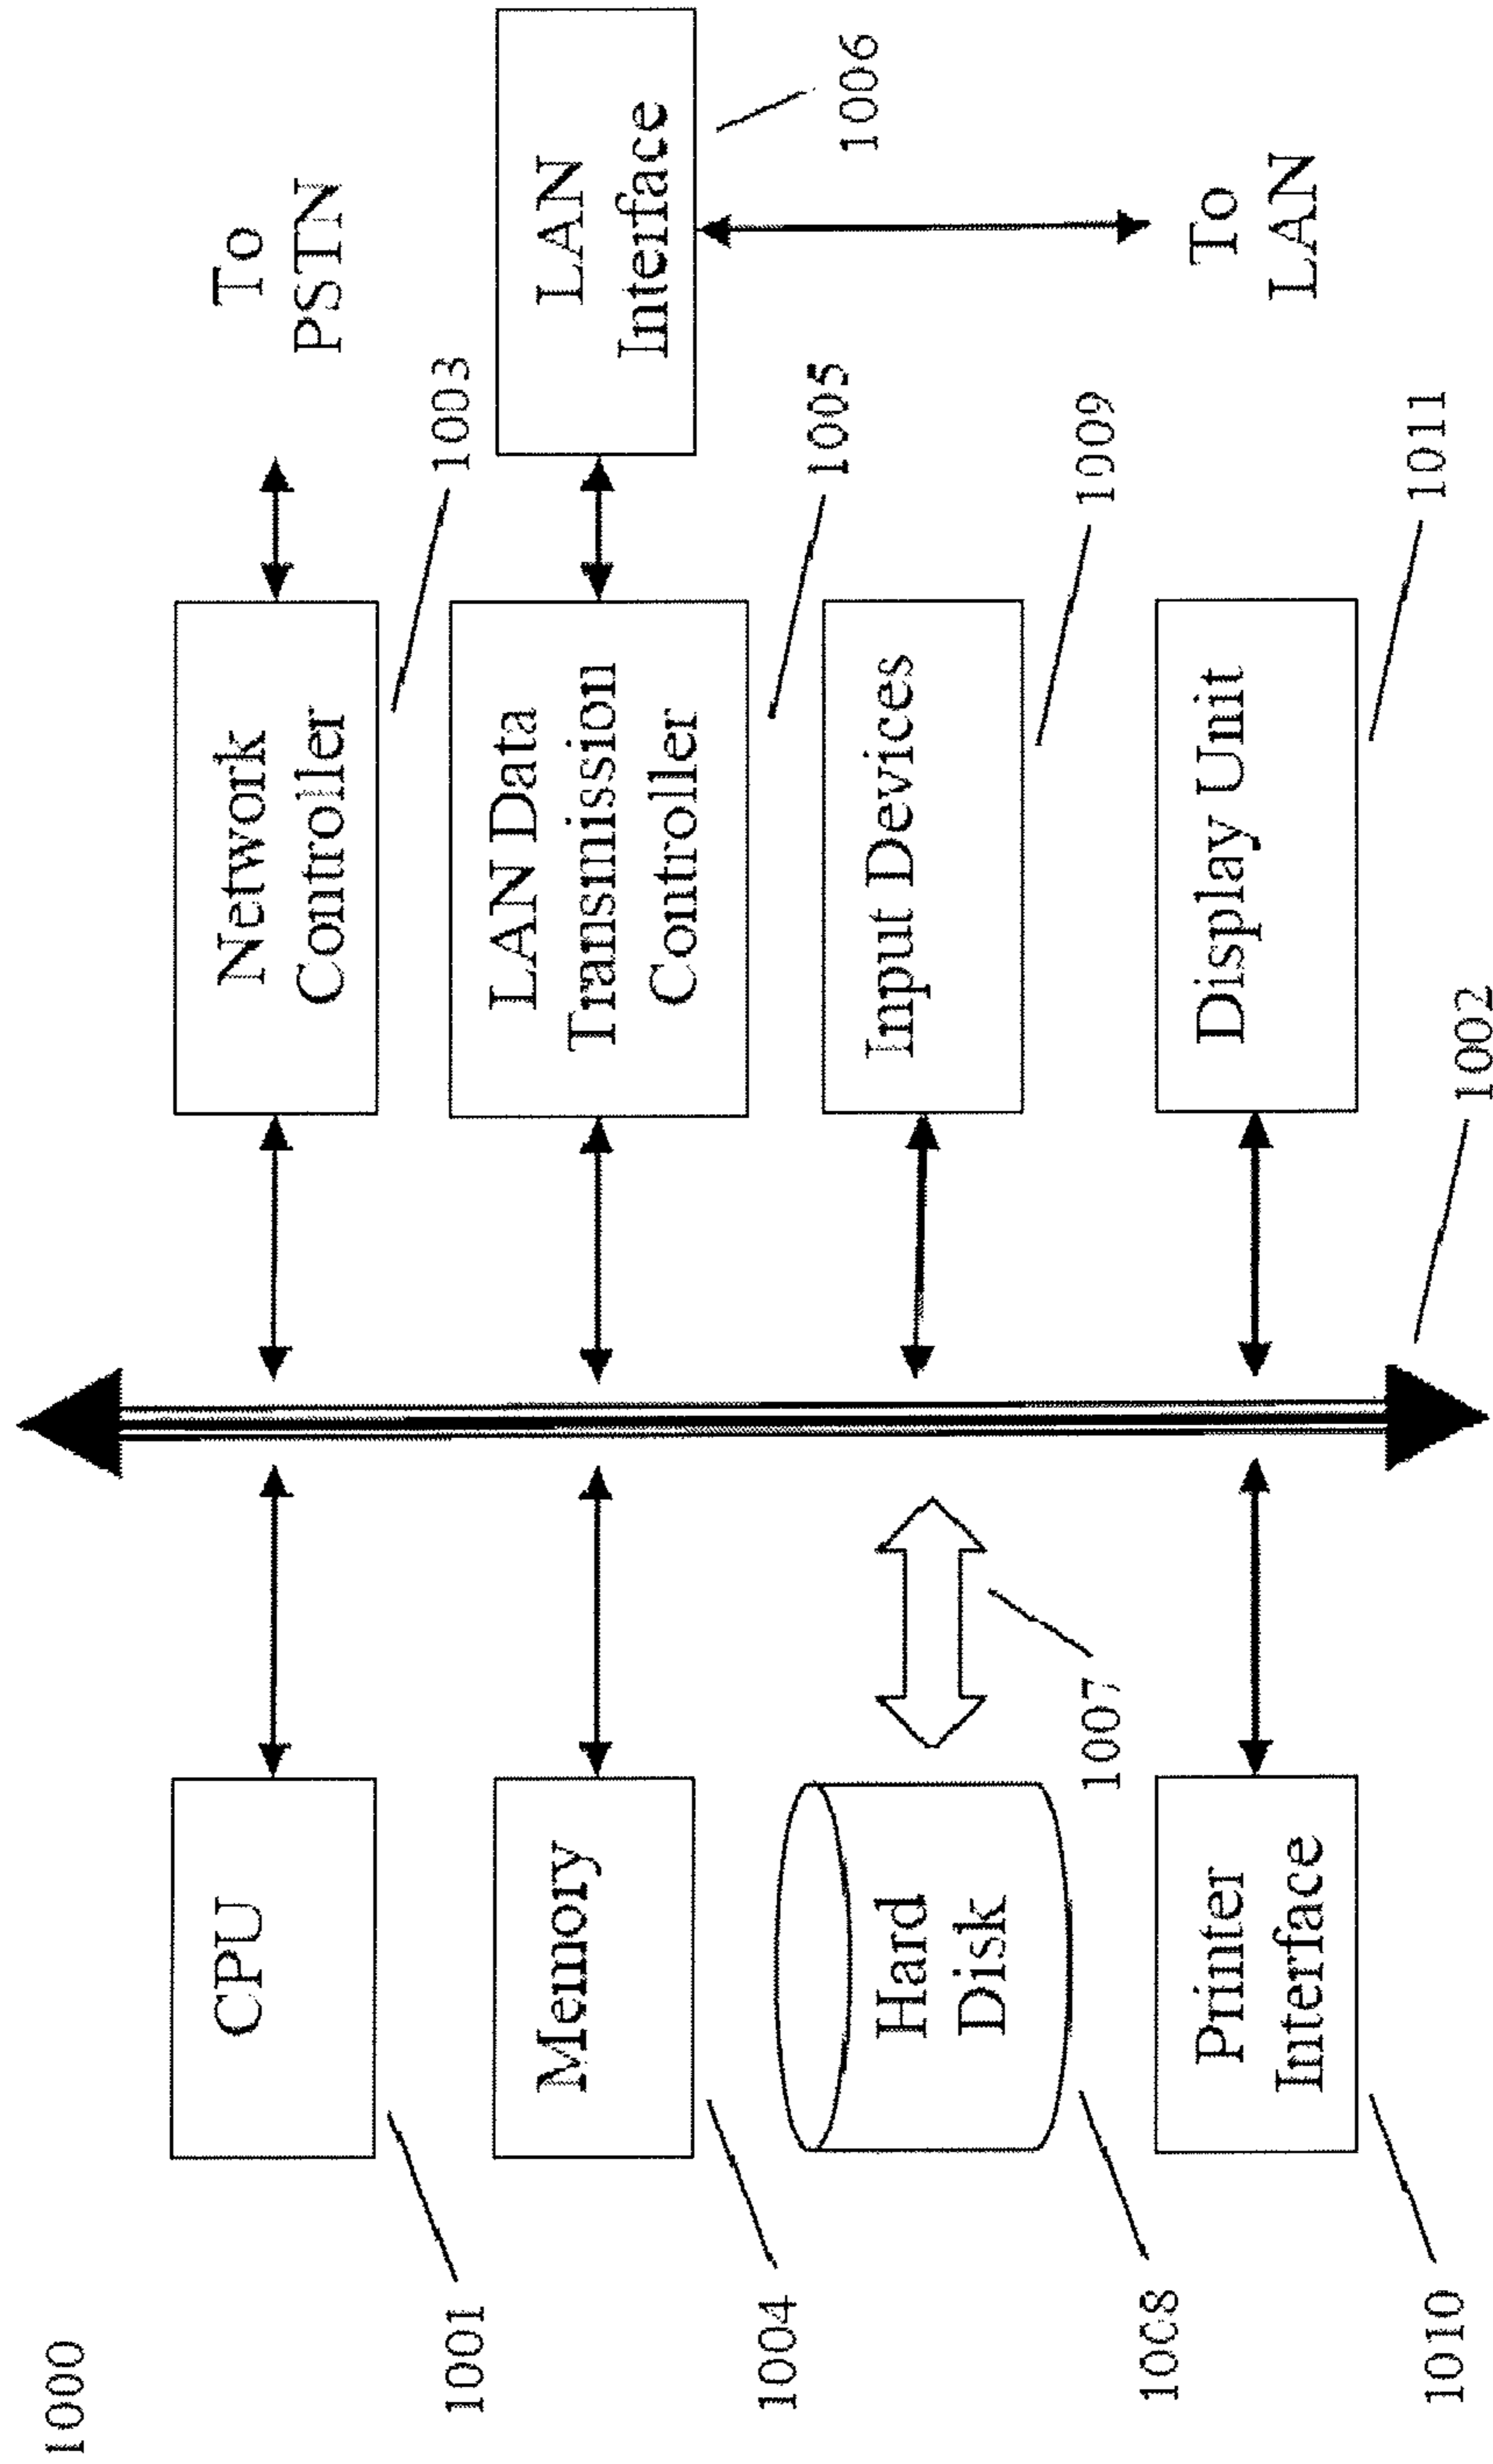 1000
CPU
1001
Memory
1004
Hard
Disk
1008
1007
Printer
Interface
1010
1002
Network
Controller
1003
To
PSTN
LAN Data
Transmission
Controller
1005
LAN
Interface
1006
To
LAN
Input Devices
1009
Display Unit
1011